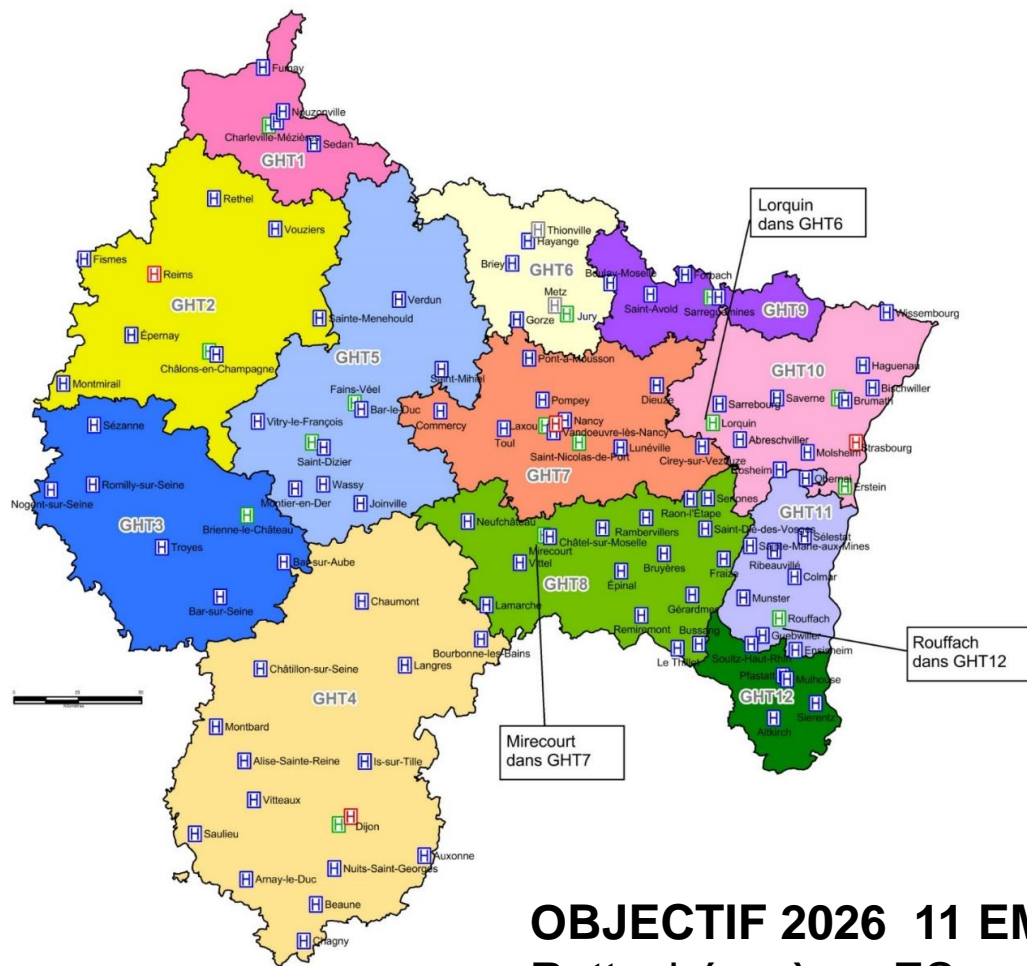 Fumay
Nouzonville
Charleville-Mézières
Sedan
GHT1
Rethel
Vouziers
Fismes
Reims
GHT2
Épernay
Châlons-en-Champagne
Montmirail
Sainte-Menehould
Verdun
GHT5
Fains-Véel
Bar-le-Duc
Saint-Mihiel
Vitry-le-François
Saint-Dizier
Wassy
Montier-en-Der
Joinville
Thionville
Hayange
Briey
GHT6
Metz
Jury
Gorze
Boulay-Moselle
Forbach
Saint-Avold
Sarreguemines
GHT9
Lorquin
dans GHT6
Wissembourg
GHT10
Haguenau
Bischwiller
Sarrebourg
Saverne
Brumath
Lorquin
Abreschviller
Molsheim
Strasbourg
Obernai
Erstein
Pont-à-Mousson
Dieuze
Pompey
Commercy
Laxou
Nancy
Toul
Vandoeuvre-lès-Nancy
Saint-Nicolas-de-Port
Lunéville
Cirey-sur-Vezouze
GHT7
Sézanne
Romilly-sur-Seine
Nogent-sur-Seine
GHT3
Brienne-le-Château
Troyes
Bar-sur-Aube
Bar-sur-Seine
Neufchâteau
Mirecourt
Châtel-sur-Moselle
Rambervillers
Raon-l'Étape
Senones
Saint-Dié-des-Vosges
Vittel
GHT8
Bruyères
Fraize
Épinal
Lamarche
Gérardmer
Remiremont
Bussang
Le Thillot
Bourbonne-les-Bains
GHT11
Sélestat
Sainte-Marie-aux-Mines
Ribeauvillé
Colmar
Munster
Rouffach
Guebwiller
Ensisheim
Soultz-Haut-Rhin
Rouffach
dans GHT12
Pfastatt
Mulhouse
GHT12
Sierentz
Altkirch
Mirecourt
dans GHT7
Chaumont
Langres
Châtillon-sur-Seine
GHT4
Montbard
Alise-Sainte-Reine
Is-sur-Tille
Vitteaux
Dijon
Saulieu
Auxonne
Nuits-Saint-Georges
Arnay-le-Duc
Beaune
Chagny
OBJECTIF 2026 11 EM